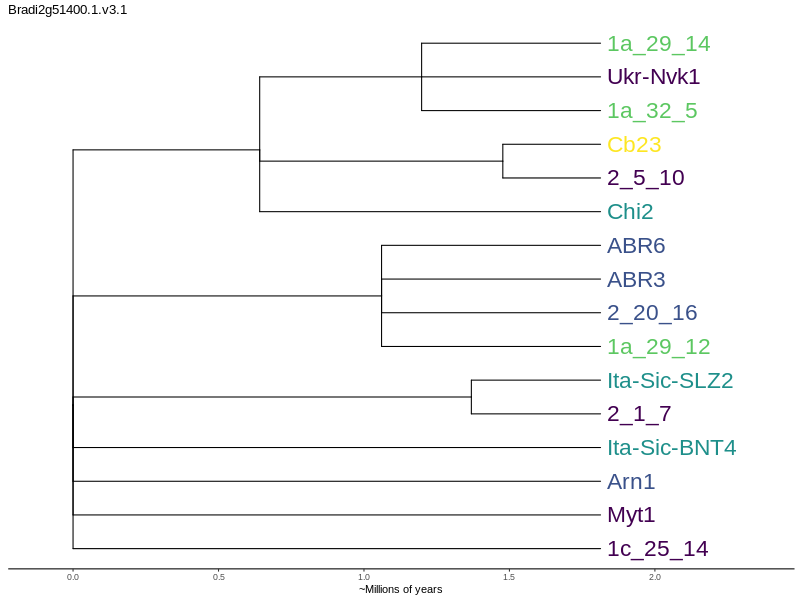 Bradi2g51400.1.v3.1
1a_29_14
Ukr-Nvk1
1a_32_5
Cb23
2_5_10
Chi2
ABR6
ABR3
2_20_16
1a_29_12
Ita-Sic-SLZ2
2_1_7
Ita-Sic-BNT4
Arn1
Myt1
1c_25_14
0.0 0.5 1.0 1.5 2.0
~Millions of years